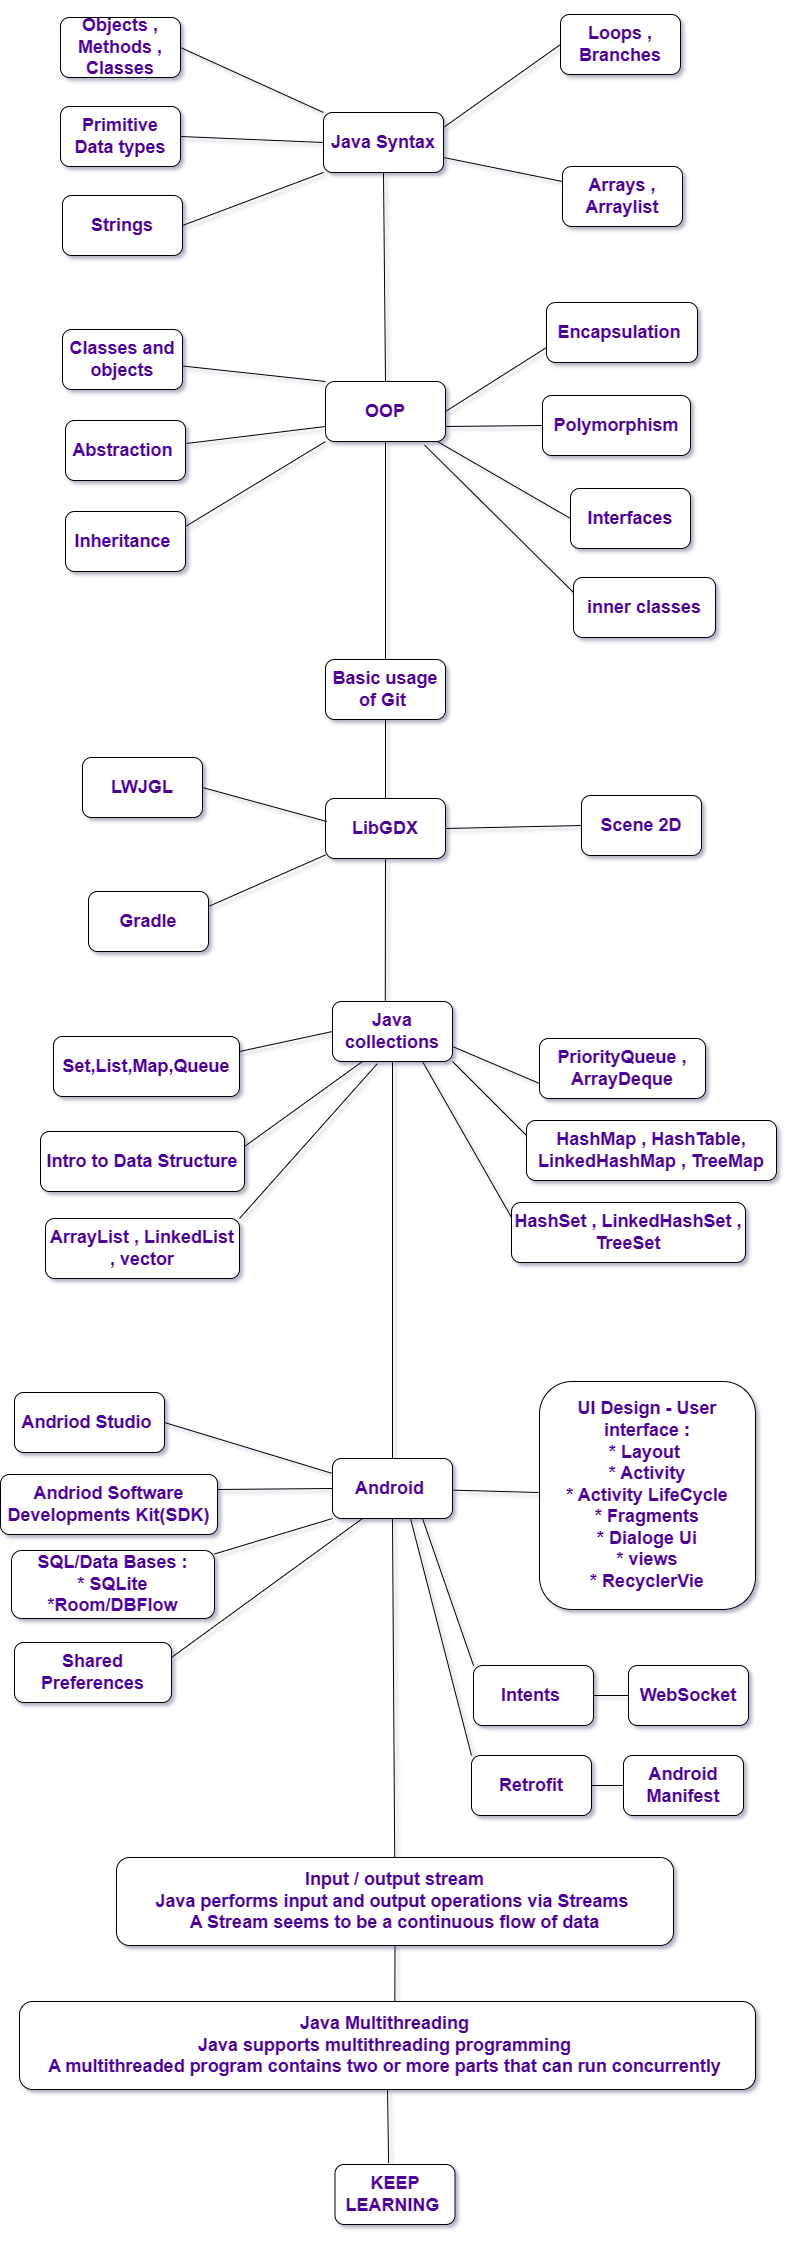 Objects ,
Methods ,
Classes
Loops ,
Branches
Primitive
Data types
Java Syntax
Strings
Arrays ,
Arraylist
Classes and
objects
Encapsulation
OOP
Abstraction
Polymorphism
Inheritance
Interfaces
inner classes
Basic usage
of Git
LWJGL
LibGDX
Scene 2D
Gradle
Java
collections
Set,List,Map,Queue
PriorityQueue ,
ArrayDeque
Intro to Data Structure
HashMap , HashTable,
LinkedHashMap , TreeMap
ArrayList , LinkedList
, vector
HashSet , LinkedHashSet ,
TreeSet
Andriod Studio
UI Design - User
interface :
* Layout
* Activity
* Activity LifeCycle
* Fragments
* Dialoge Ui
* views
* RecyclerVie
Android
Andriod Software
Developments Kit(SDK)
SQL/Data Bases :
* SQLite
*Room/DBFlow
Shared
Preferences
Intents
WebSocket
Retrofit
Android
Manifest
Input / output stream
Java performs input and output operations via Streams
A Stream seems to be a continuous flow of data
Java Multithreading
Java supports multithreading programming
A multithreaded program contains two or more parts that can run concurrently
KEEP
LEARNING